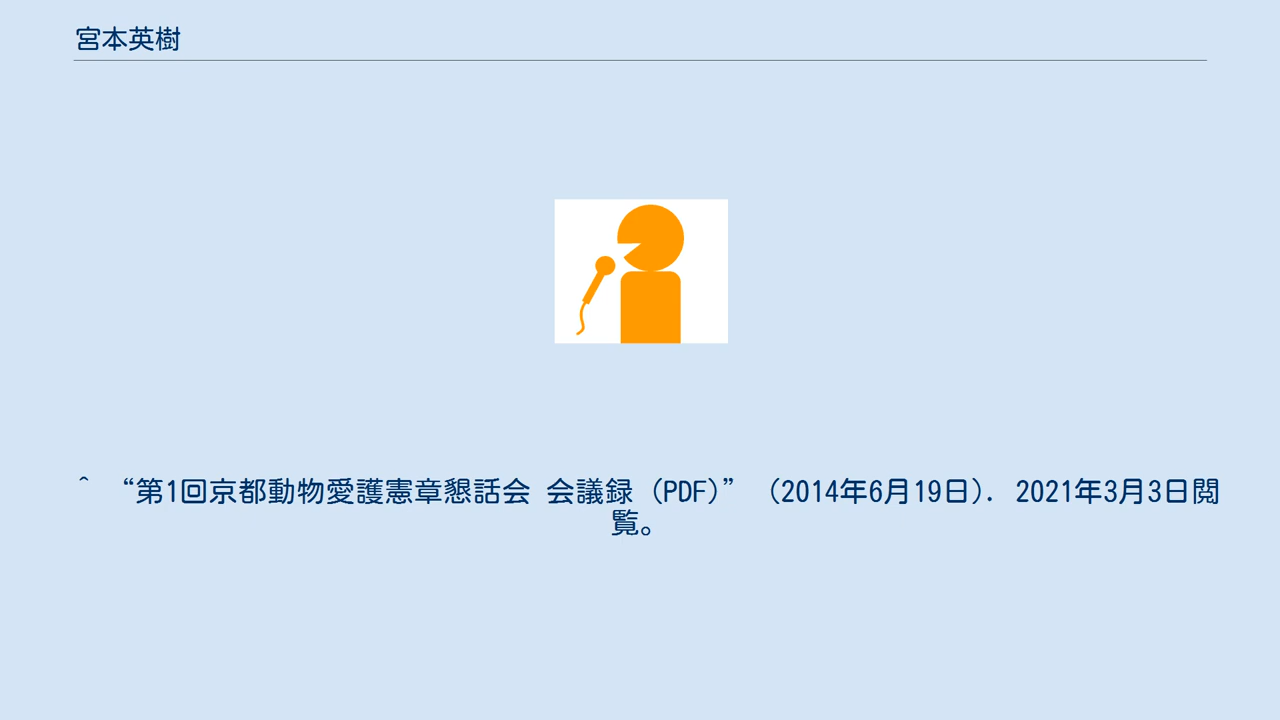 宮本英樹
^ “第1回京都動物愛護憲章懇話会 会議録 (PDF)” (2014年6月19日). 2021年3月3日閲
覧。